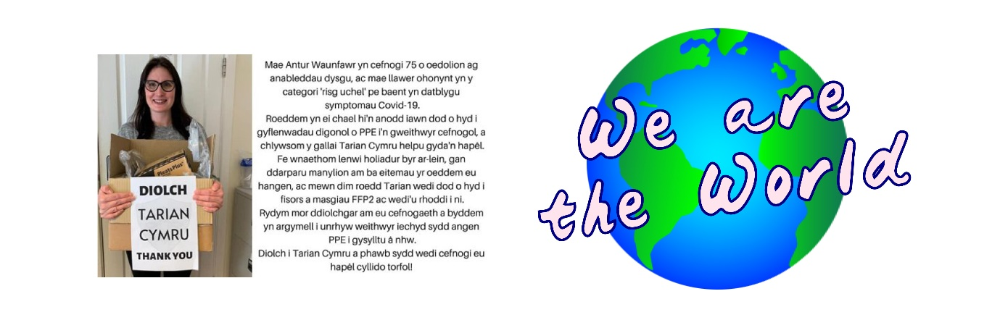 PleatsPlus
DIOLCH
TARIAN
CYMRU
THANK YOU
Mae Antur Waunfawr yn cefnogi 75 o oedolion ag
anableddau dysgu, ac mae llawer ohonynt yn y
categori 'risg uchel' pe baent yn datblygu
symptomau Covid-19.
Roeddem yn ei chael hi'n anodd iawn dod o hyd i
gyflenwadau digonol o PPE i'n gweithwyr cefnogol, a
chlywsom y gallai Tarian Cymru helpu gyda'n hapêl.
Fe wnaethom lenwi holiadur byr ar-lein, gan
ddarparu manylion am ba eitemau yr oeddem eu
hangen, ac mewn dim roedd Tarian wedi dod o hyd i
fisors a masgiau FFP2 ac wedi'u rhoddi i ni.
Rydym mor ddiolchgar am eu cefnogaeth a byddem
yn argymell i unrhyw weithwyr iechyd sydd angen
PPE i gysylltu â nhw.
Diolch i Tarian Cymru a phawb sydd wedi cefnogi eu
hapêl cyllido torfol!
We are
the World